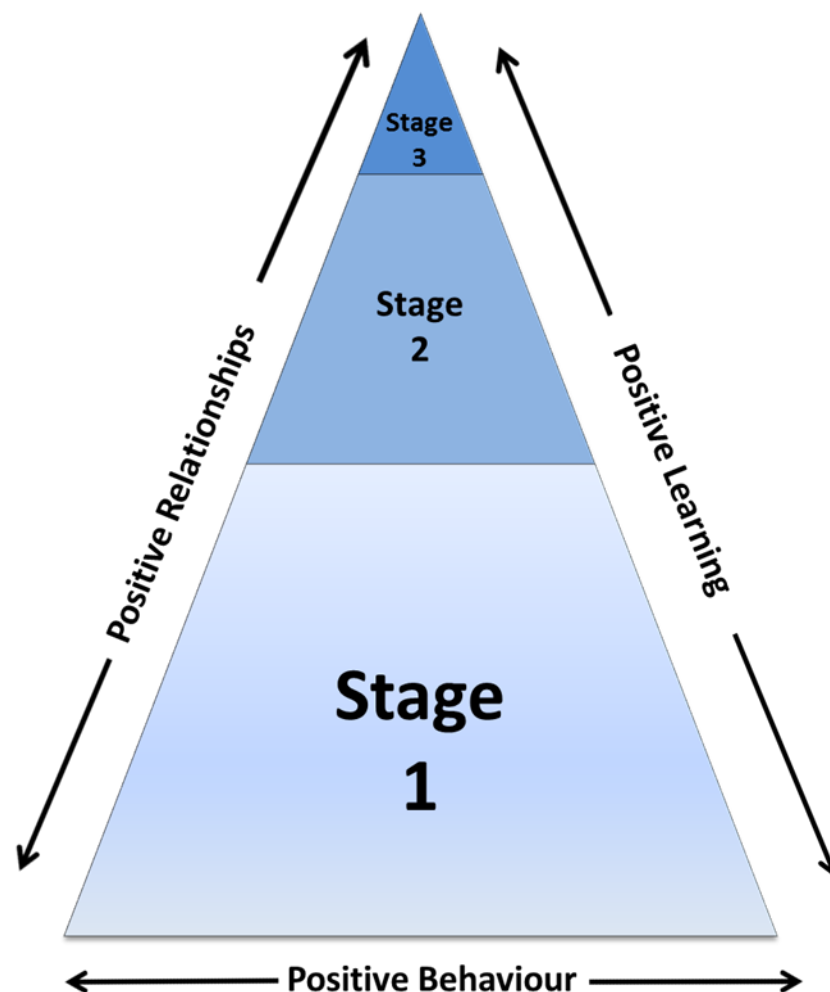 Stage
3
Stage
2
Positive Relationships
Positive Learning
Stage
1
Positive Behaviour